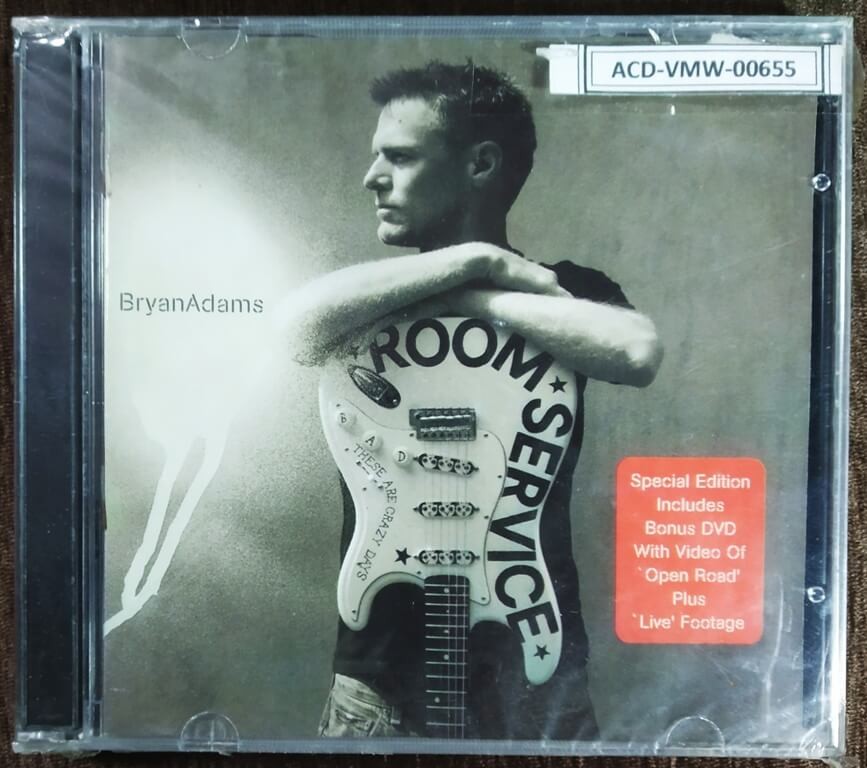 ACD-VMW-00655
BryanAdams
ROOM ★ SERVICE ★
B A D
THESE ARE CRAZY DAYS
Special Edition
Includes
Bonus DVD
With Video Of
`Open Road'
Plus
`Live' Footage